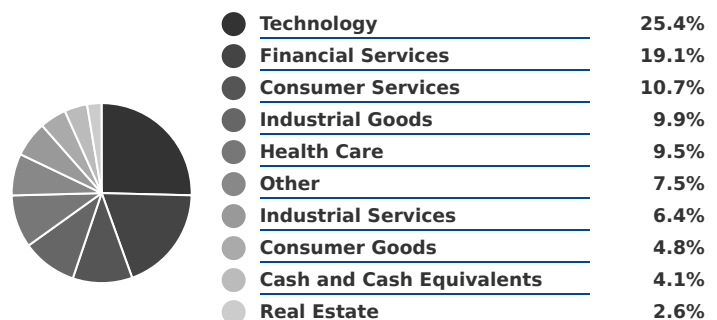 Technology 25.4%
Financial Services 19.1%
Consumer Services 10.7%
Industrial Goods 9.9%
Health Care 9.5%
Other 7.5%
Industrial Services 6.4%
Consumer Goods 4.8%
Cash and Cash Equivalents 4.1%
Real Estate 2.6%